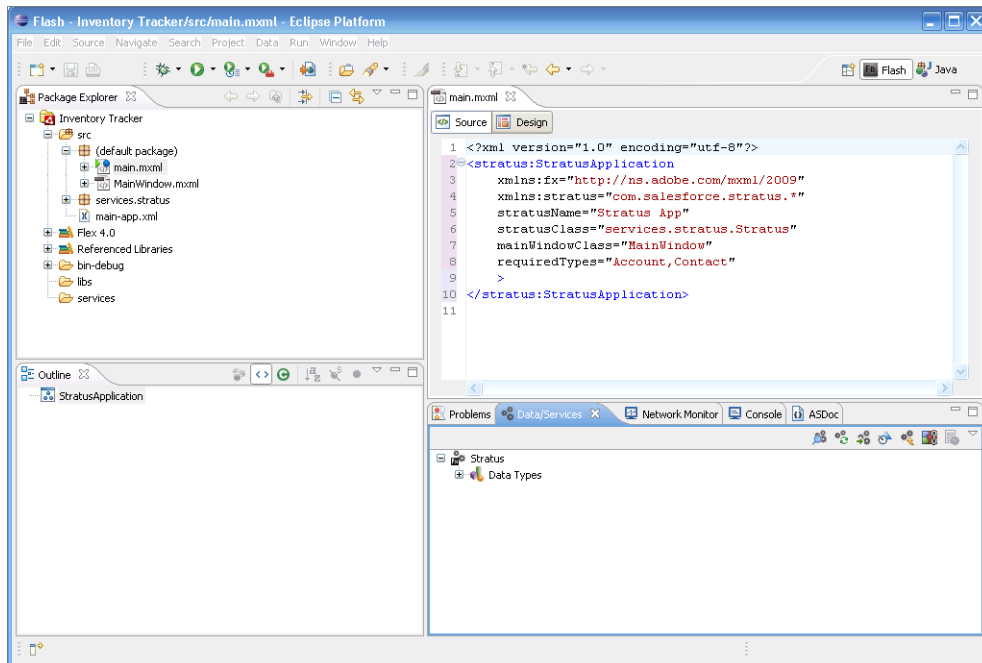 Flash - Inventory Tracker/src/main.mxml - Eclipse Platform
File Edit Source Navigate Search Project Data Run Window Help
Flash Java
Package Explorer
Inventory Tracker
src
(default package)
main.mxml
MainWindow.mxml
services.stratus
main-app.xml
Flex 4.0
Referenced Libraries
bin-debug
libs
services
main.mxml
Source Design
1 <?xml version="1.0" encoding="utf-8"?>
2 <stratus:StratusApplication
3 xmlns:fx="http://ns.adobe.com/mxml/2009"
4 xmlns:stratus="com.salesforce.stratus.*"
5 stratusName="Stratus App"
6 stratusClass="services.stratus.Stratus"
7 mainWindowClass="MainWindow"
8 requiredTypes="Account,Contact"
9 >
10 </stratus:StratusApplication>
11
Outline
StratusApplication
Problems Data/Services Network Monitor Console ASDoc
Stratus
Data Types